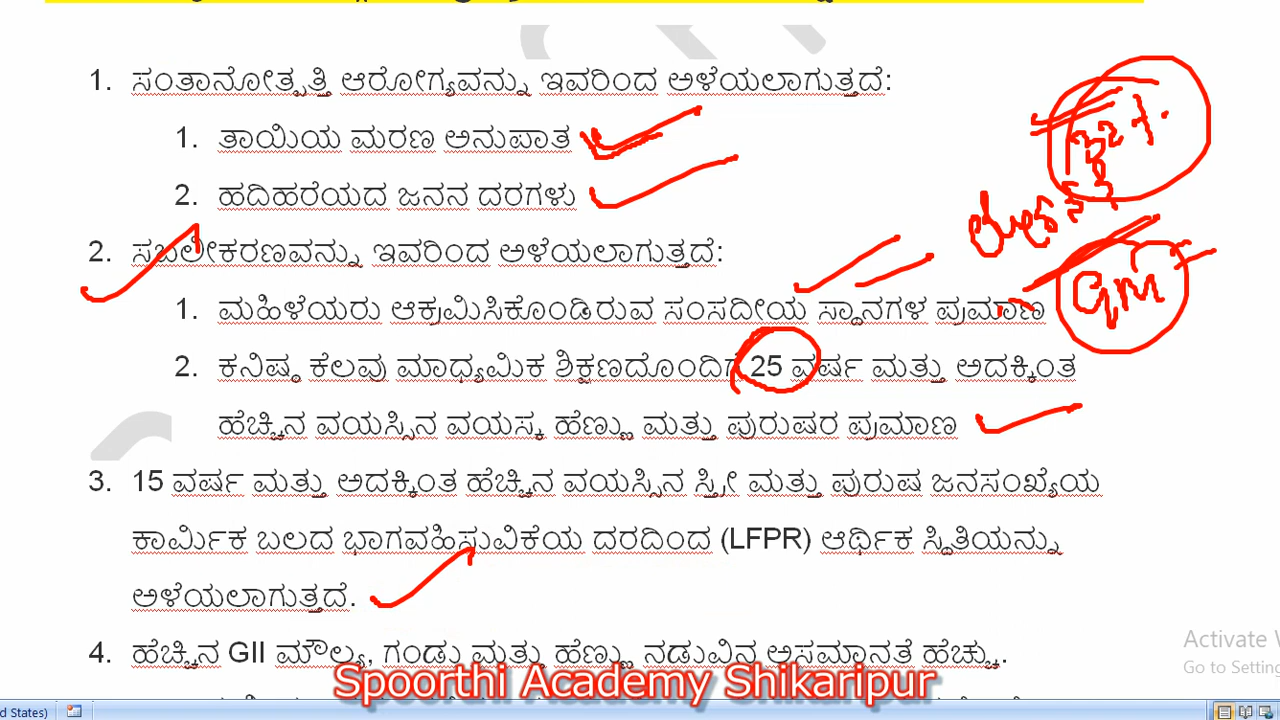 1. ಸಂತಾನೋತ್ಪತ್ತಿ ಆರೋಗ್ಯವನ್ನು ಇವರಿಂದ ಅಳೆಯಲಾಗುತ್ತದೆ:
1. ತಾಯಿಯ ಮರಣ ಅನುಪಾತ
2. ಹದಿಹರೆಯದ ಜನನ ದರಗಳು
2. ಸಬಲೀಕರಣವನ್ನು ಇವರಿಂದ ಅಳೆಯಲಾಗುತ್ತದೆ:
1. ಮಹಿಳೆಯರು ಆಕ್ರಮಿಸಿಕೊಂಡಿರುವ ಸಂಸದೀಯ ಸ್ಥಾನಗಳ ಪ್ರಮಾಣ
2. ಕನಿಷ್ಠ ಕೆಲವು ಮಾಧ್ಯಮಿಕ ಶಿಕ್ಷಣದೊಂದಿಗೆ 25 ವರ್ಷ ಮತ್ತು ಅದಕ್ಕಿಂತ
ಹೆಚ್ಚಿನ ವಯಸ್ಸಿನ ವಯಸ್ಕ ಹೆಣ್ಣು ಮತ್ತು ಪುರುಷರ ಪ್ರಮಾಣ
3. 15 ವರ್ಷ ಮತ್ತು ಅದಕ್ಕಿಂತ ಹೆಚ್ಚಿನ ವಯಸ್ಸಿನ ಸ್ತ್ರೀ ಮತ್ತು ಪುರುಷ ಜನಸಂಖ್ಯೆಯ
ಕಾರ್ಮಿಕ ಬಲದ ಭಾಗವಹಿಸುವಿಕೆಯ ದರದಿಂದ (LFPR) ಆರ್ಥಿಕ ಸ್ಥಿತಿಯನ್ನು
ಅಳೆಯಲಾಗುತ್ತದೆ.
4. ಹೆಚ್ಚಿನ GII ಮೌಲ್ಯ, ಗಂಡು ಮತ್ತು ಹೆಣ್ಣು ನಡುವಿನ ಅಸಮಾನತೆ ಹೆಚ್ಚು.
Activate
Go to Setting
Spoorthi Academy Shikaripur
d States)